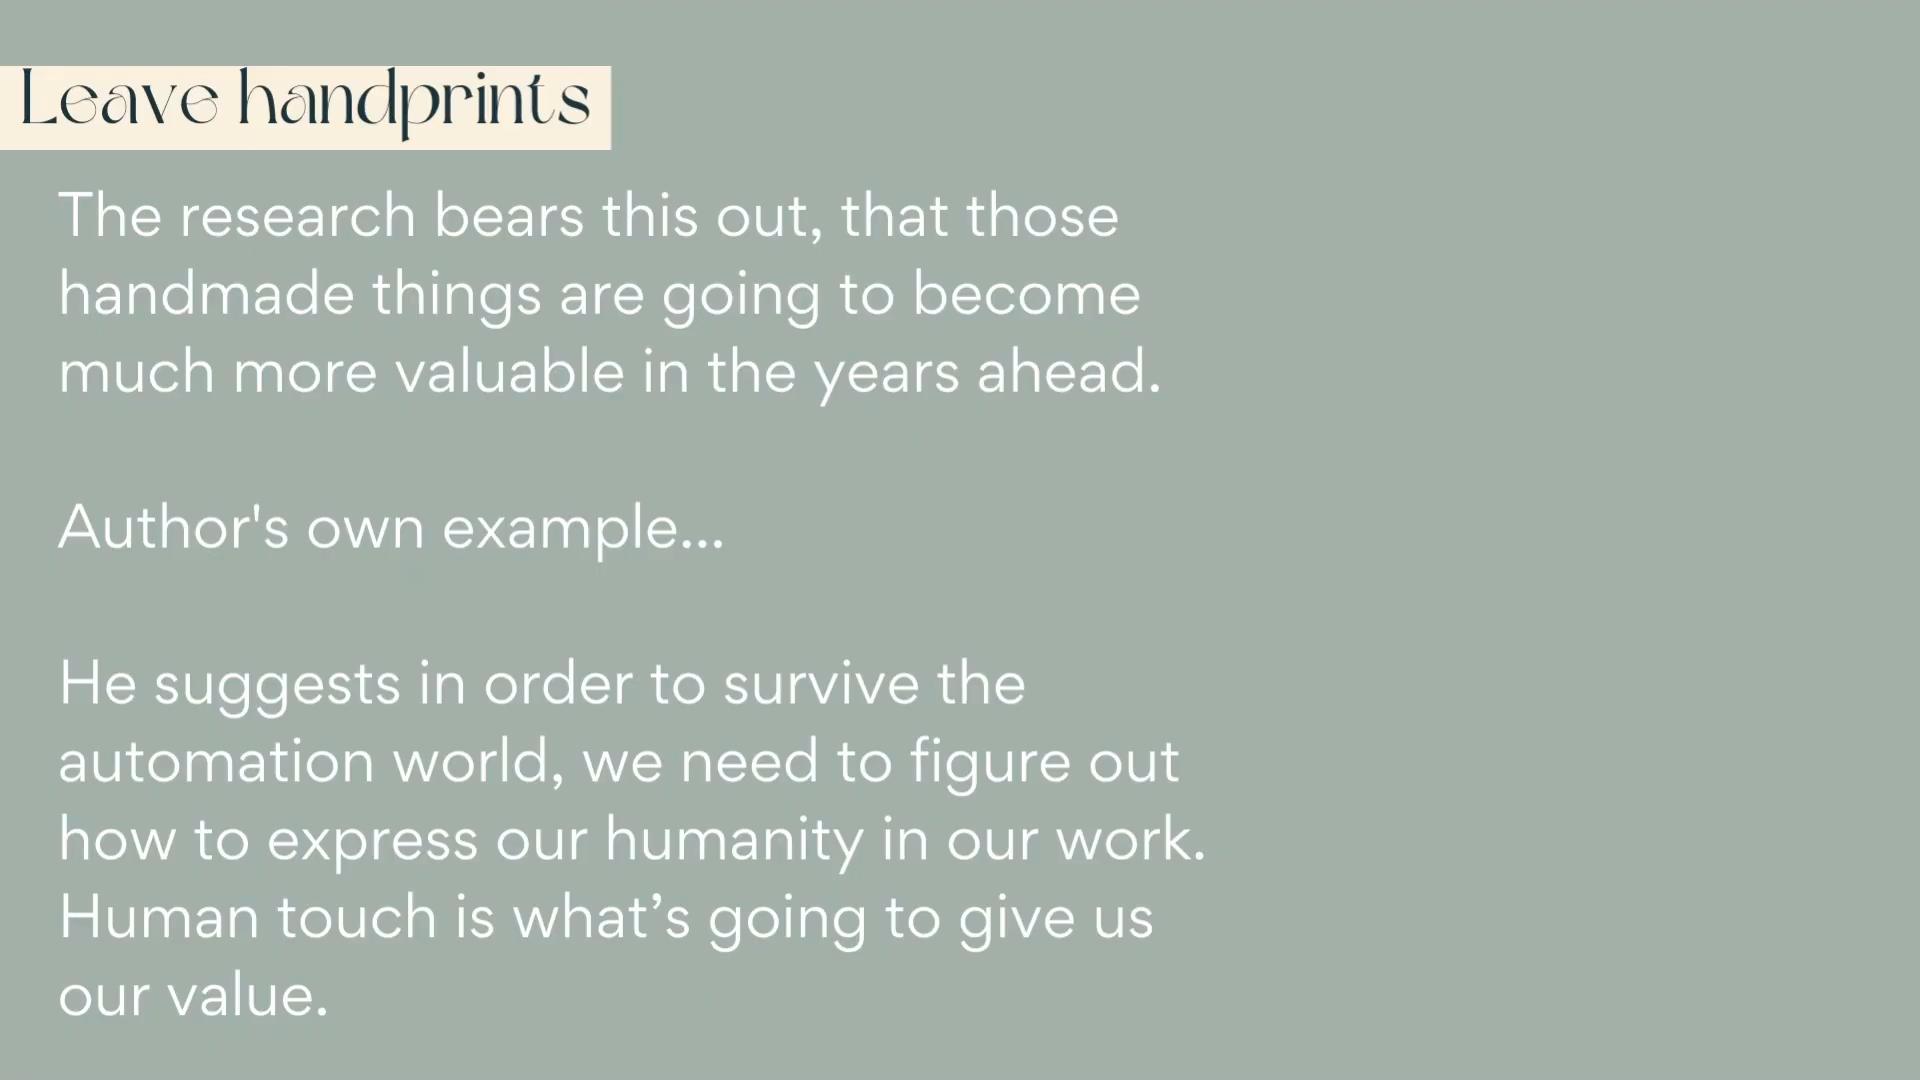 Leave handprints
The research bears this out, that those
handmade things are going to become
much more valuable in the years ahead.
Author's own example...
He suggests in order to survive the
automation world, we need to figure out
how to express our humanity in our work.
Human touch is what’s going to give us
our value.